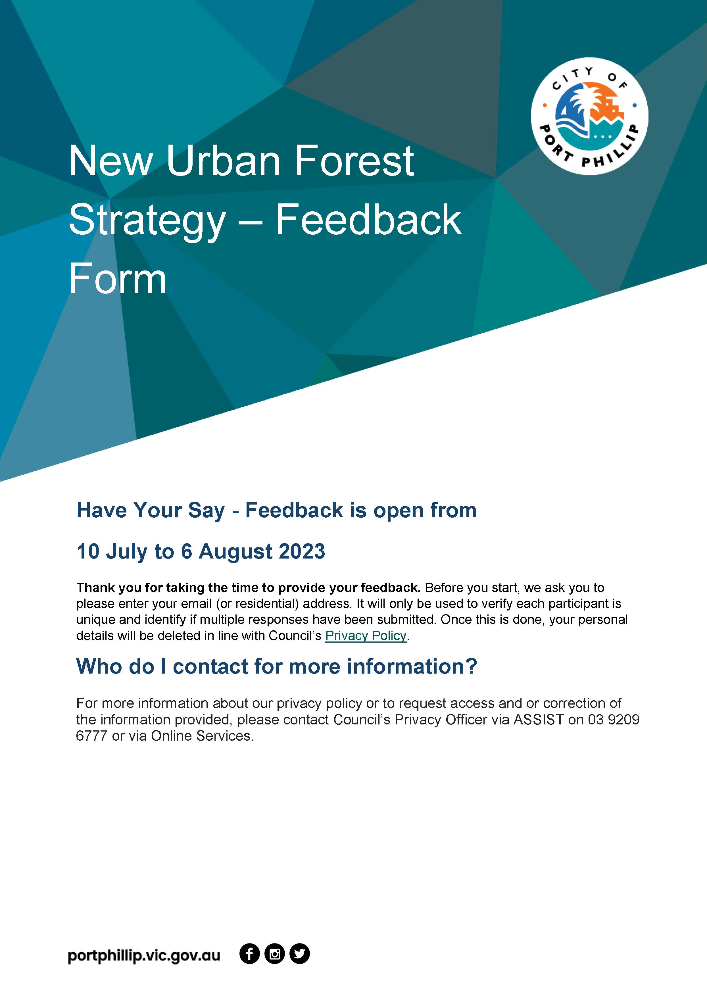 CITY OF
PORT PHILLIP
New Urban Forest
Strategy – Feedback
Form
Have Your Say - Feedback is open from
10 July to 6 August 2023
Thank you for taking the time to provide your feedback. Before you start, we ask you to
please enter your email (or residential) address. It will only be used to verify each participant is
unique and identify if multiple responses have been submitted. Once this is done, your personal
details will be deleted in line with Council’s Privacy Policy.
Who do I contact for more information?
For more information about our privacy policy or to request access and or correction of
the information provided, please contact Council’s Privacy Officer via ASSIST on 03 9209
6777 or via Online Services.
portphillip.vic.gov.au